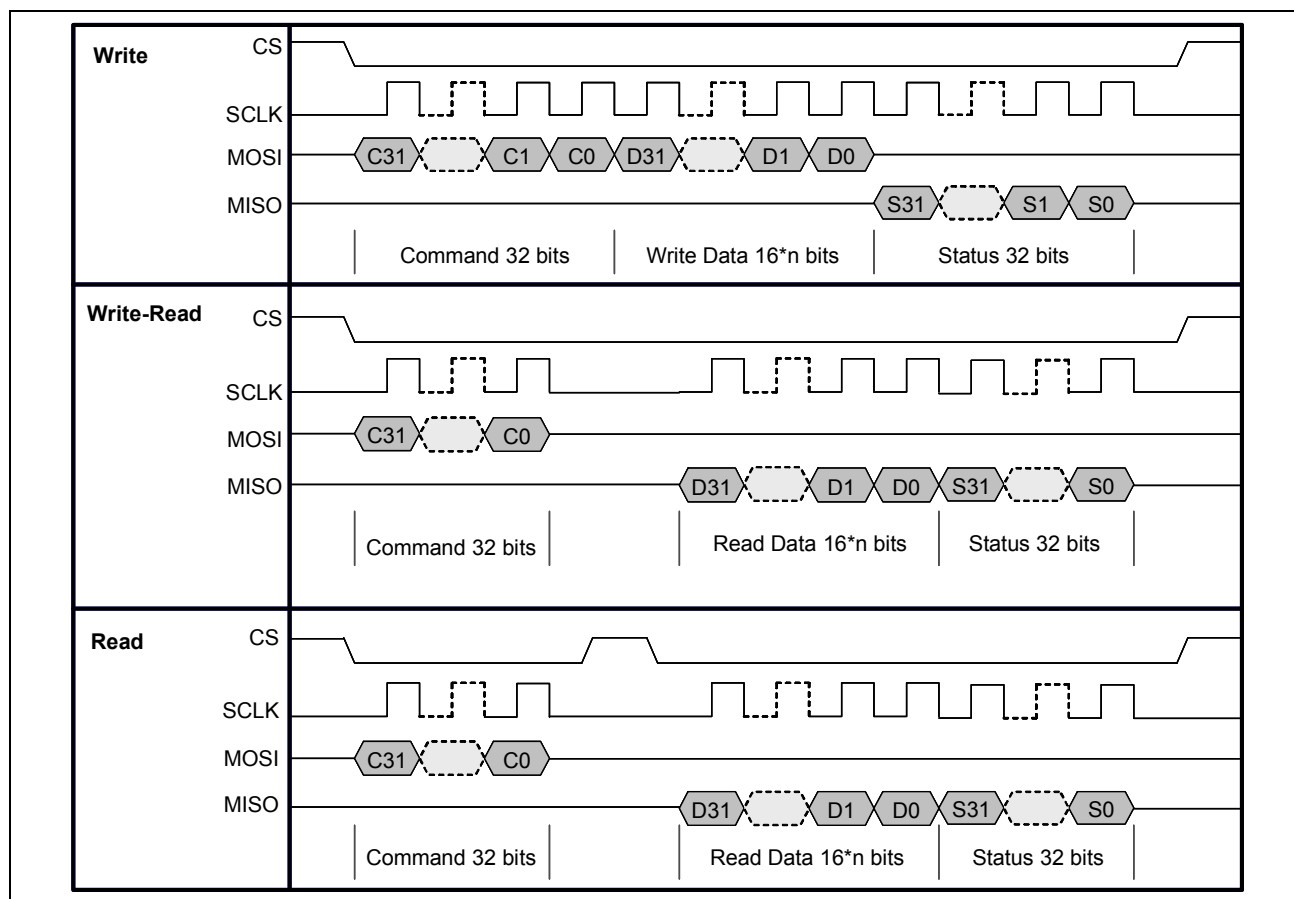 Write CS
SCLK
MOSI C31 C1 C0 D31 D1 D0
MISO S31 S1 S0
Command 32 bits Write Data 16*n bits Status 32 bits
Write-Read CS
SCLK
MOSI C31 C0
MISO D31 D1 D0 S31 S0
Command 32 bits Read Data 16*n bits Status 32 bits
Read CS
SCLK
MOSI C31 C0
MISO D31 D1 D0 S31 S0
Command 32 bits Read Data 16*n bits Status 32 bits